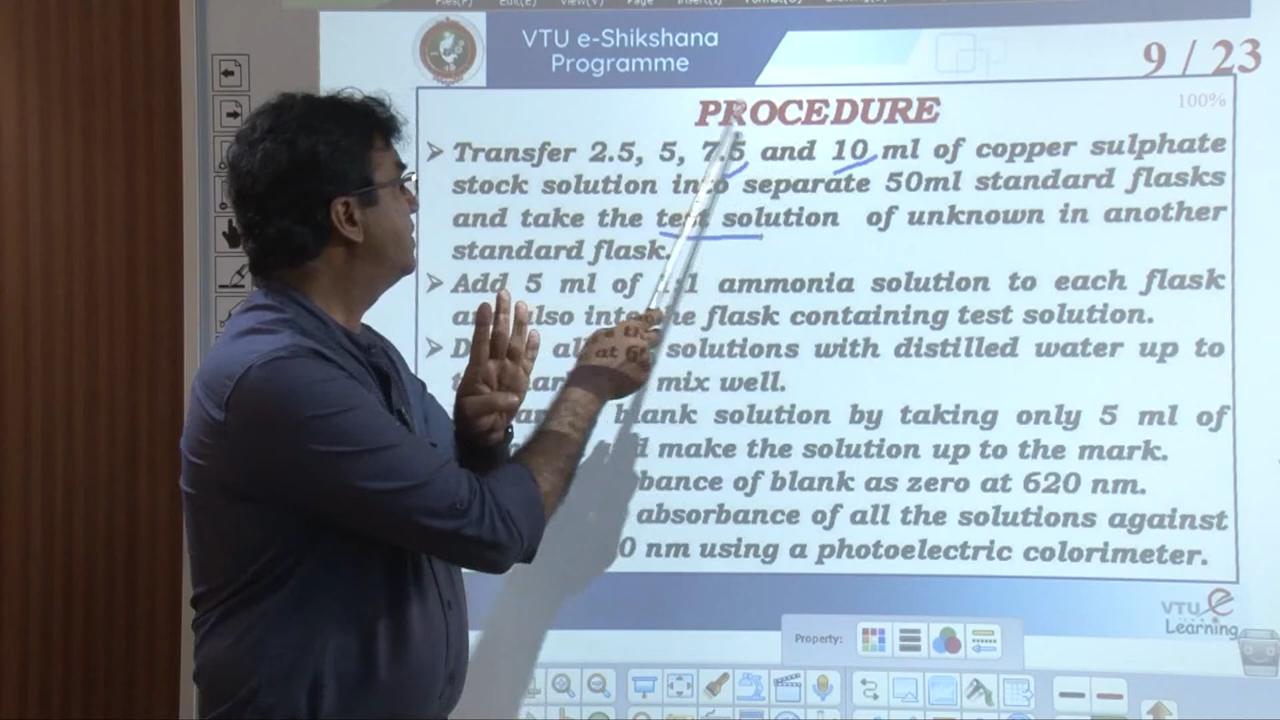 VTU e-Shikshana
Programme
9 / 23
100%
PROCEDURE
➤ Transfer 2.5, 5, 7.5 and 10 ml of copper sulphate
stock solution into separate 50ml standard flasks
and take the test solution of unknown in another
standard flask.
➤ Add 5 ml of 1:1 ammonia solution to each flask
also into the flask containing test solution.
➤ solutions with distilled water up to
mix well.
blank solution by taking only 5 ml of
make the solution up to the mark.
of blank as zero at 620 nm.
absorbance of all the solutions against
nm using a photoelectric colorimeter.
VTU e
Learning
Property: